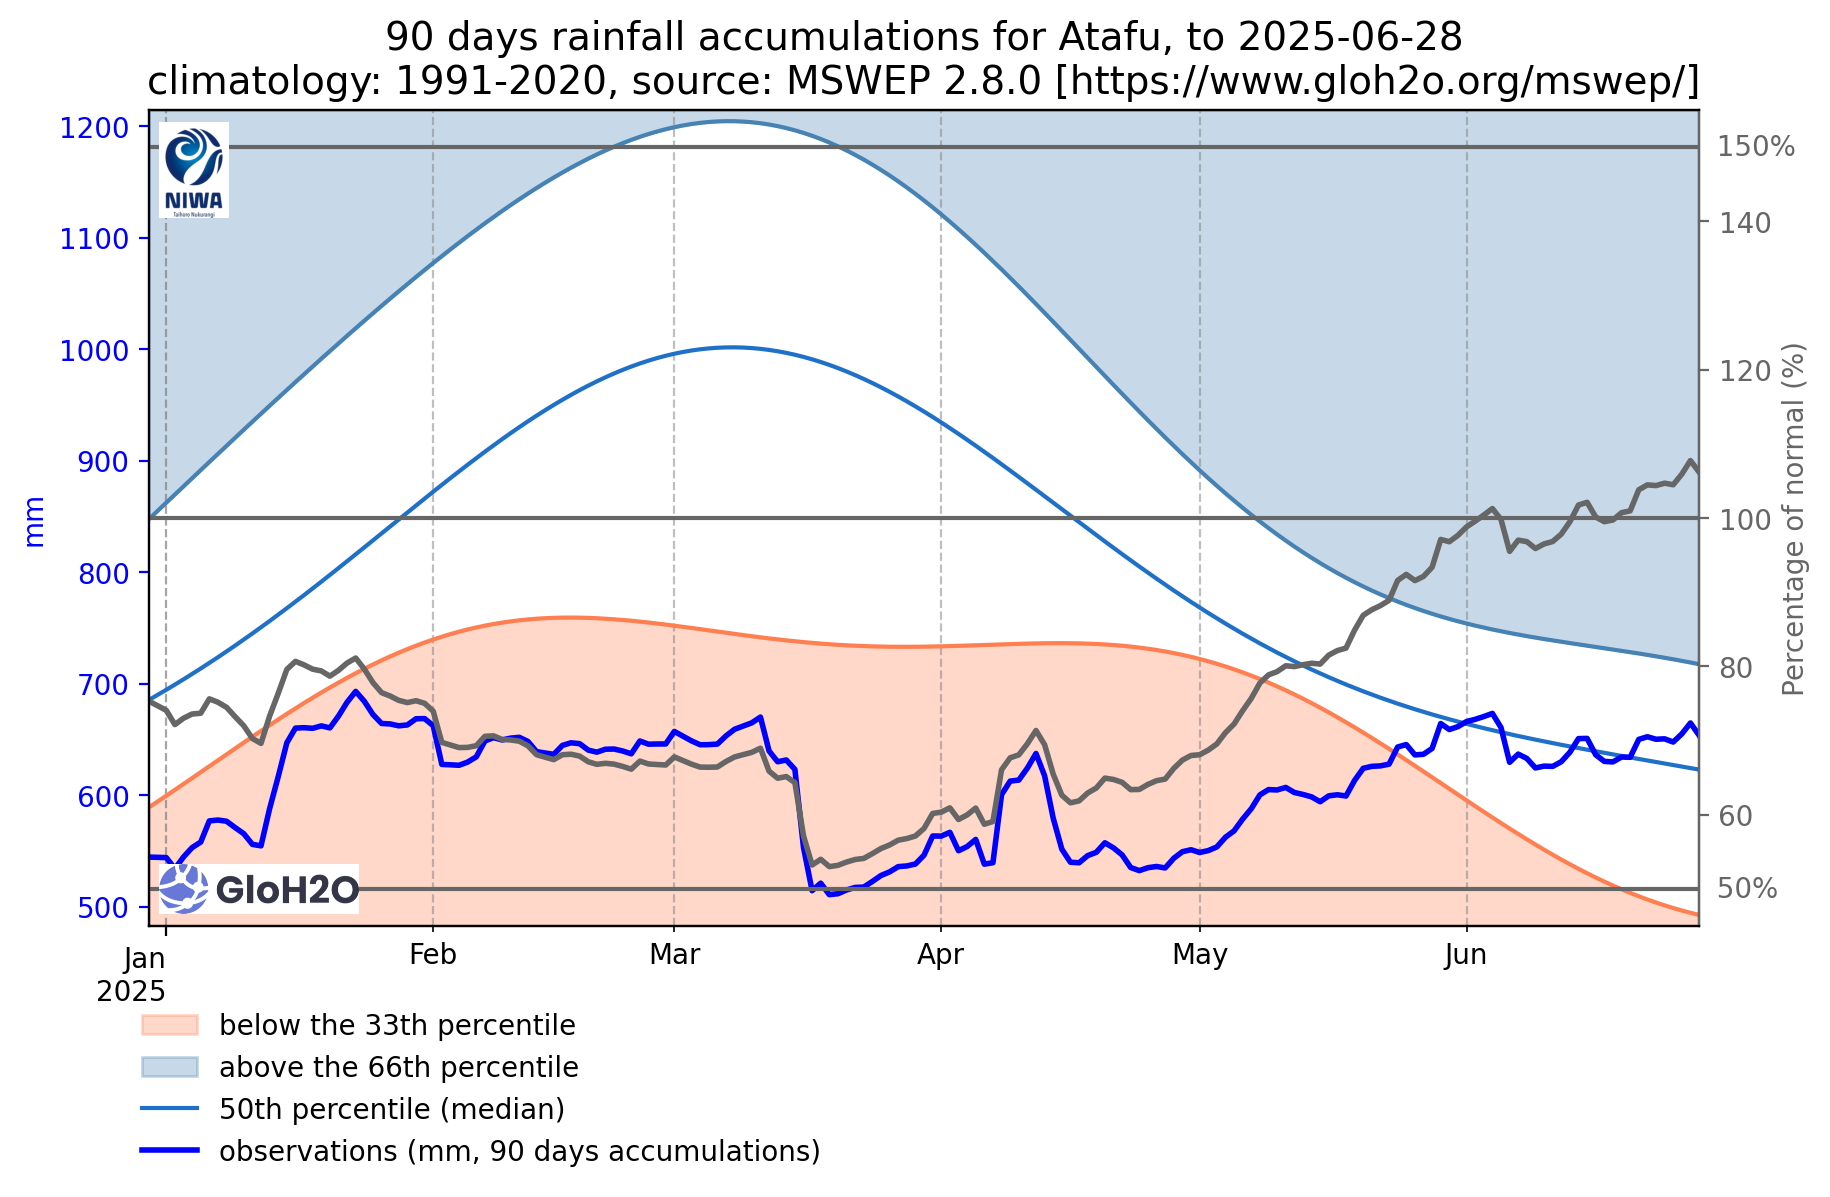 90 days rainfall accumulations for Atafu, to 2025-06-28
climatology: 1991-2020, source: MSWEP 2.8.0 [https://www.gloh2o.org/mswep/]
1200
1100
1000
900
800
700
600
500
mm
150%
140
120
100
80
60
50%
Percentage of normal (%)
NIWA
Taihoro Nukurangi
GloH2O
Jan
2025
Feb
Mar
Apr
May
Jun
below the 33th percentile
above the 66th percentile
50th percentile (median)
observations (mm, 90 days accumulations)